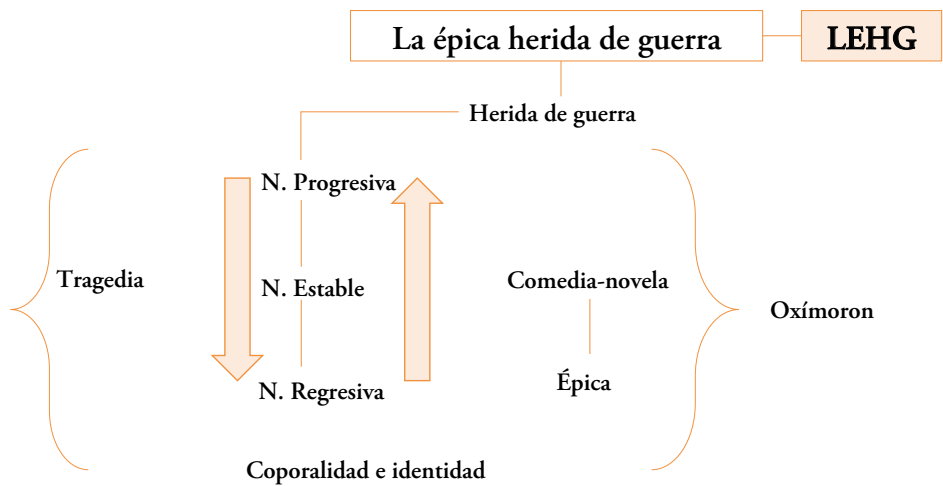 La épica herida de guerra
LEHG
Herida de guerra
N. Progresiva
Tragedia
N. Estable
Comedia-novela
Oxímoron
N. Regresiva
Épica
Coporalidad e identidad